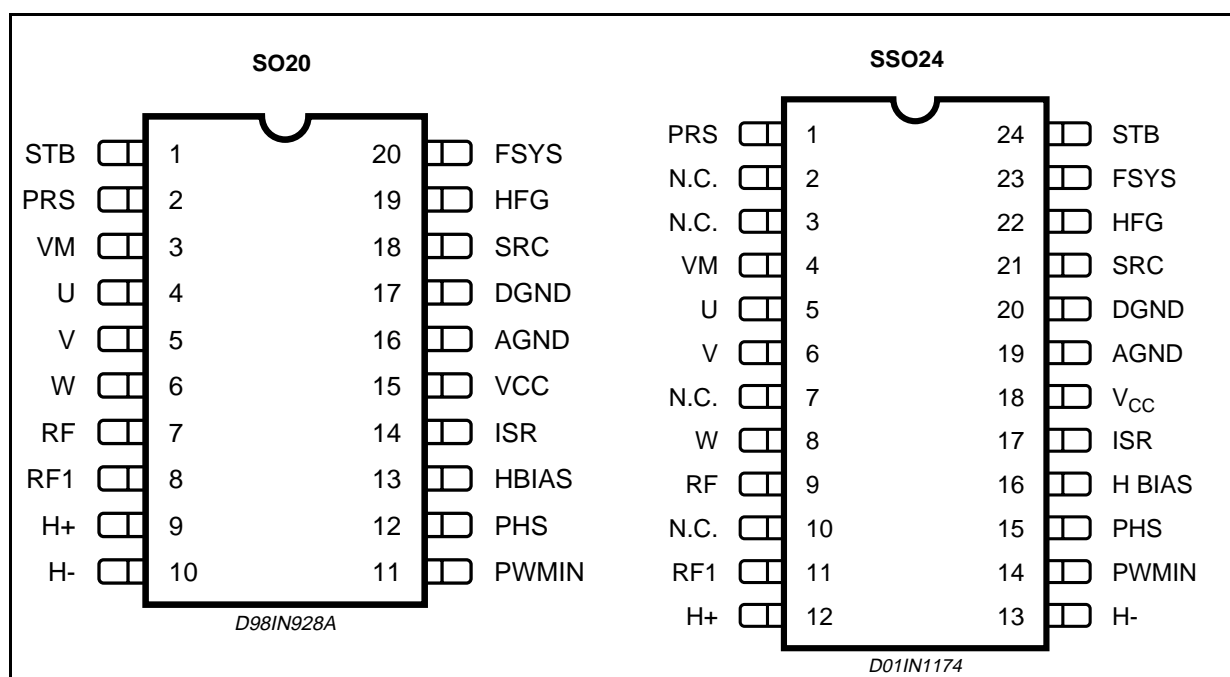 SO20
STB 1 20 FSYS
PRS 2 19 HFG
VM 3 18 SRC
U 4 17 DGND
V 5 16 AGND
W 6 15 VCC
RF 7 14 ISR
RF1 8 13 HBIAS
H+ 9 12 PHS
H- 10 11 PWMIN
D98IN928A
SSO24
PRS 1 24 STB
N.C. 2 23 FSYS
N.C. 3 22 HFG
VM 4 21 SRC
U 5 20 DGND
V 6 19 AGND
N.C. 7 18 VCC
W 8 17 ISR
RF 9 16 H BIAS
N.C. 10 15 PHS
RF1 11 14 PWMIN
H+ 12 13 H-
D01IN1174